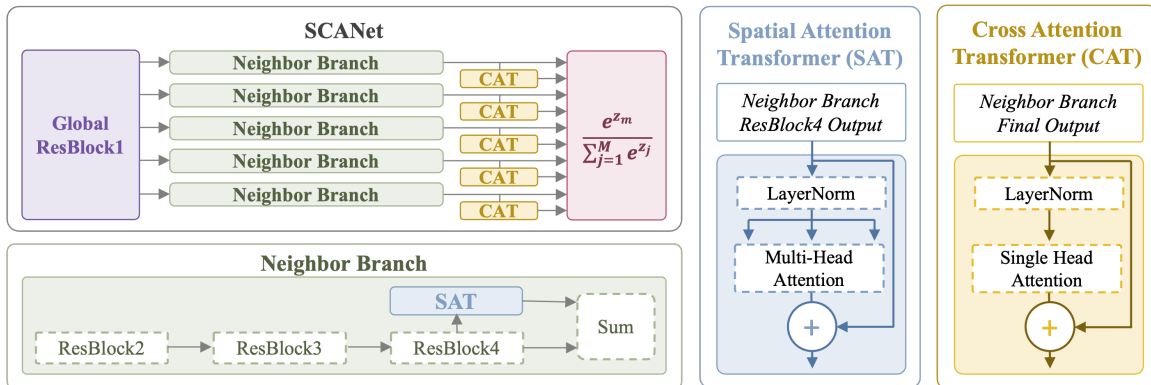 SCANet
Global
ResBlock1
Neighbor Branch
CAT
Neighbor Branch
CAT
Neighbor Branch
CAT
Neighbor Branch
CAT
Neighbor Branch
CAT
e^{z_m}
∑_{j=1}^{M} e^{z_j}
Neighbor Branch
ResBlock2
ResBlock3
ResBlock4
SAT
Sum
Spatial Attention
Transformer (SAT)
Neighbor Branch
ResBlock4 Output
LayerNorm
Multi-Head
Attention
+
Cross Attention
Transformer (CAT)
Neighbor Branch
Final Output
LayerNorm
Single Head
Attention
+